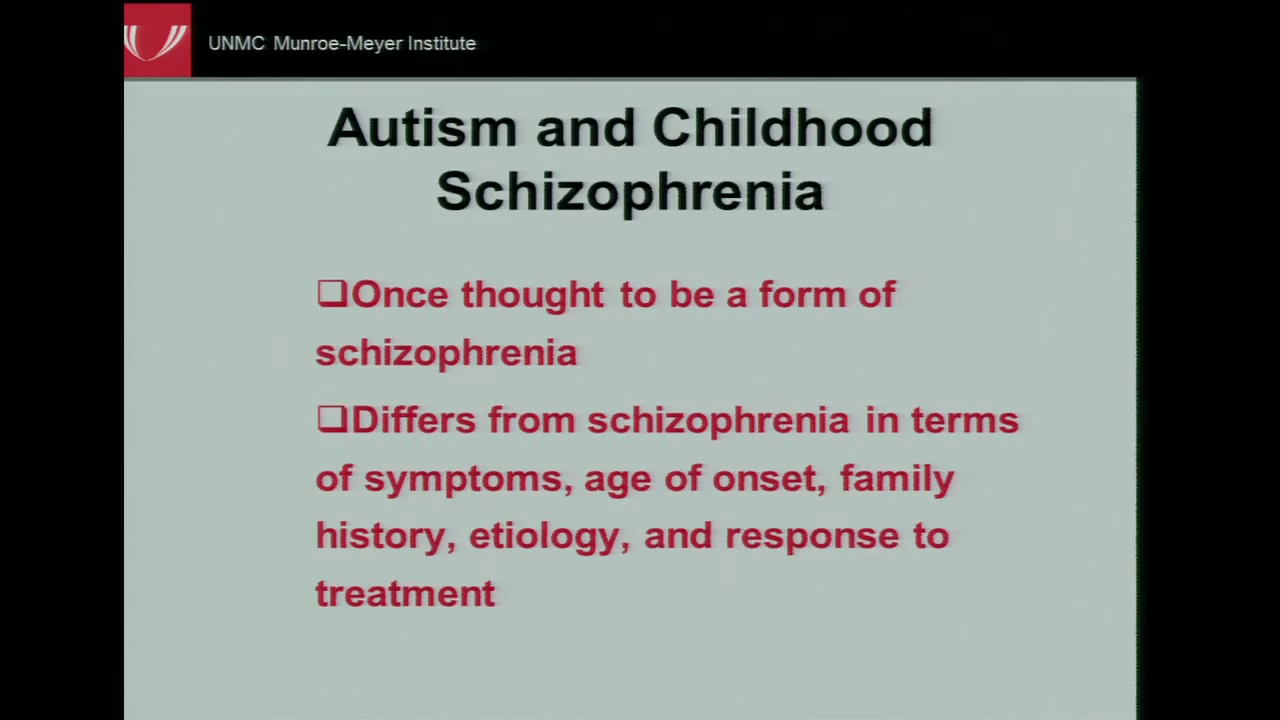 UNMC Munroe-Meyer Institute
Autism and Childhood
Schizophrenia
❑Once thought to be a form of
schizophrenia
❑Differs from schizophrenia in terms
of symptoms, age of onset, family
history, etiology, and response to
treatment